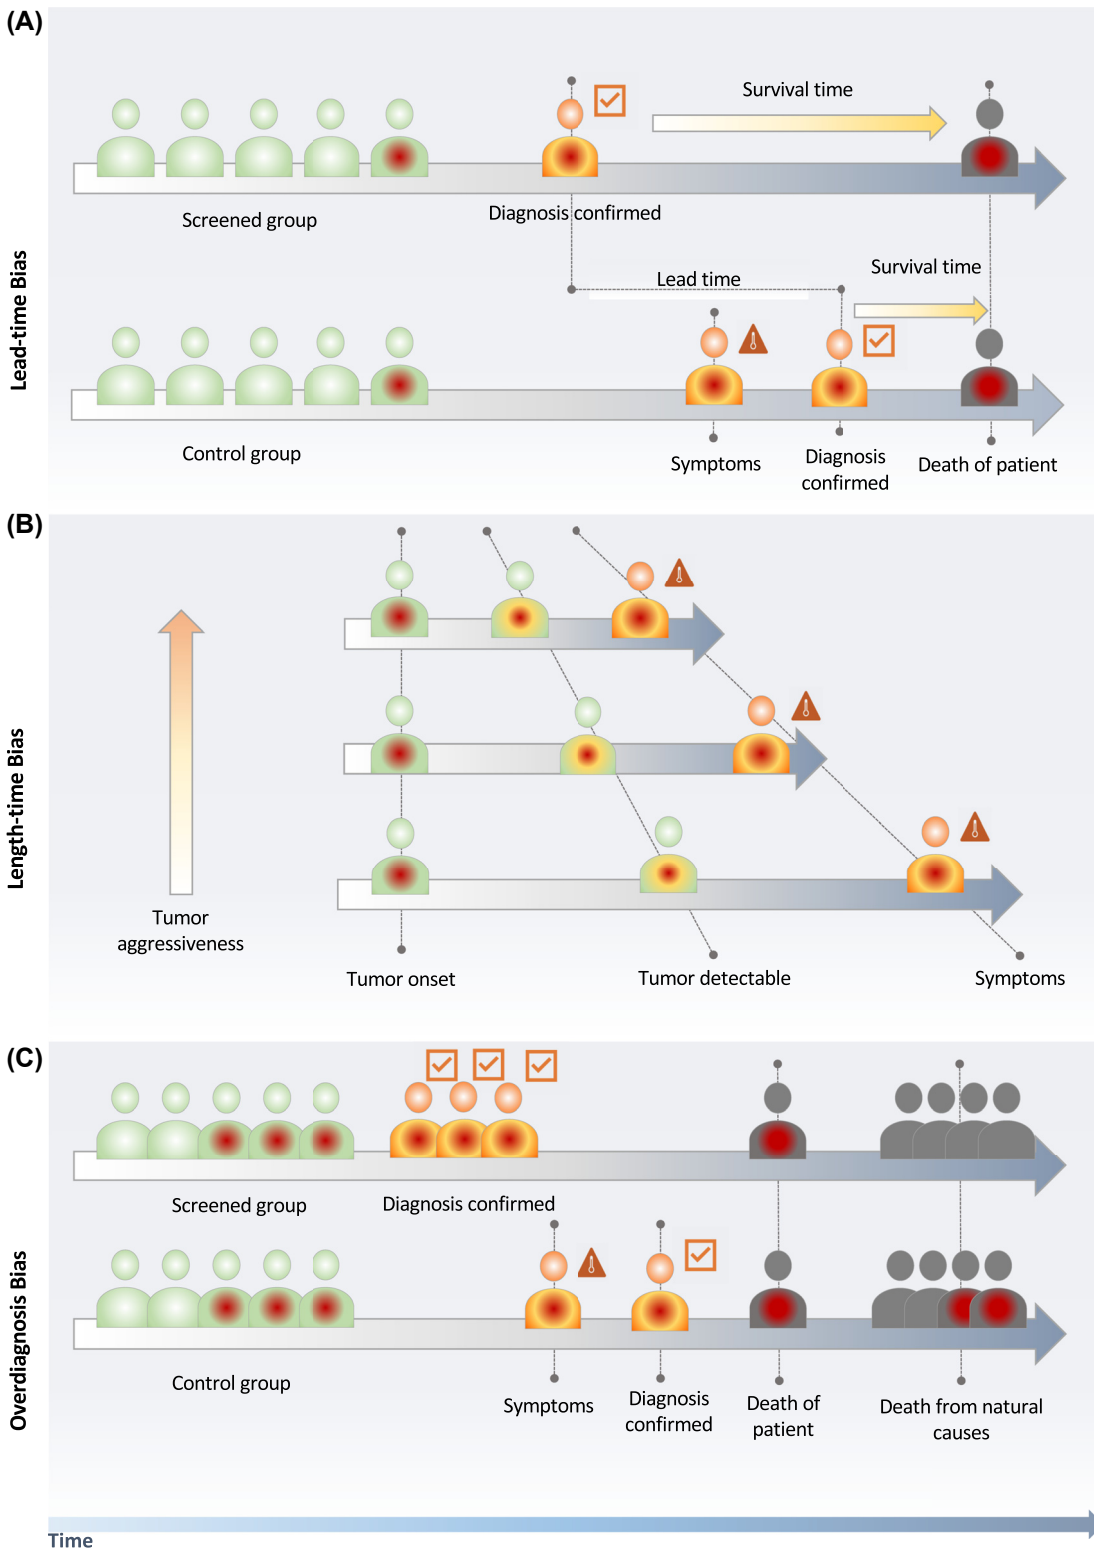 (A)
Lead-time Bias
Survival time
Screened group
Diagnosis confirmed
Lead time
Survival time
Control group
Symptoms
Diagnosis
confirmed
Death of patient
(B)
Length-time Bias
Tumor
aggressiveness
Tumor onset
Tumor detectable
Symptoms
(C)
Overdiagnosis Bias
Screened group
Diagnosis confirmed
Control group
Symptoms
Diagnosis
confirmed
Death of
patient
Death from natural
causes
Time